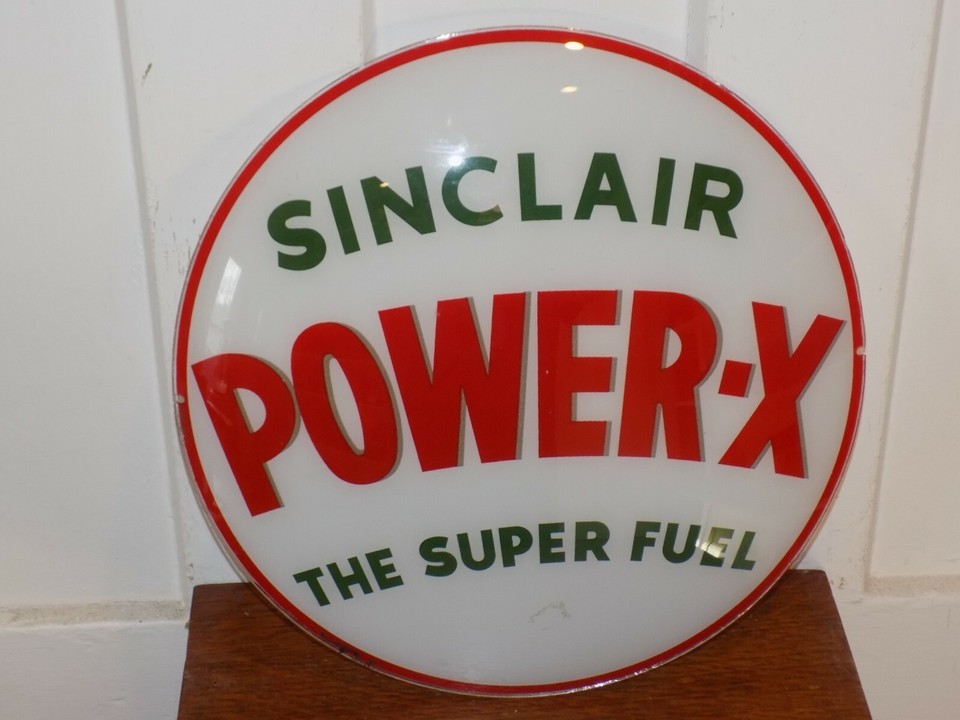 SINCLAIR
POWER-X
THE SUPER FUEL